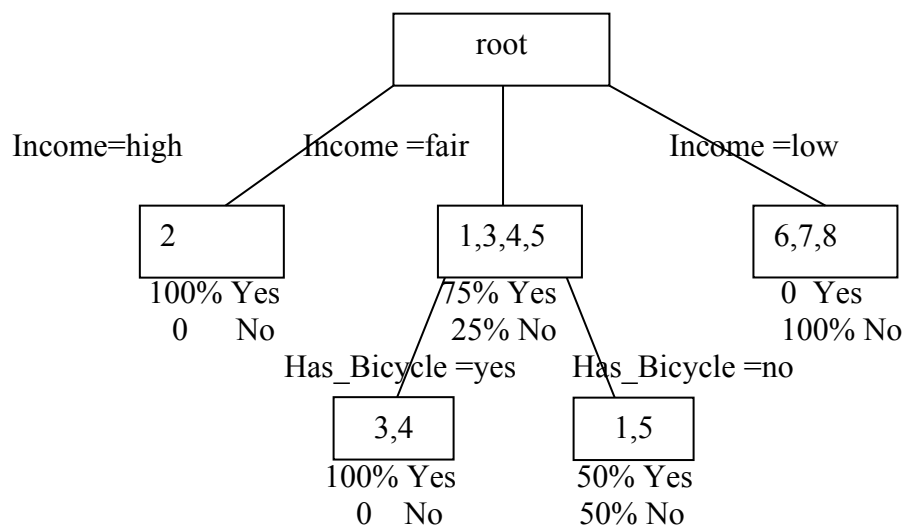 root
Income=high
Income =fair
Income =low
2
1,3,4,5
6,7,8
100% Yes
0 No
75% Yes
25% No
0 Yes
100% No
Has_Bicycle =yes
Has_Bicycle =no
3,4
1,5
100% Yes
0 No
50% Yes
50% No